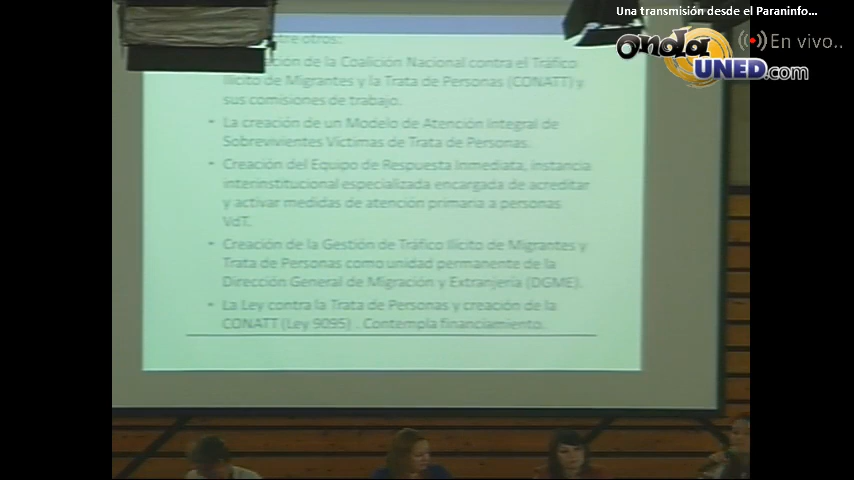 Una transmisión desde el Paraninfo...
onda
UNED.com
En vivo..
entre otros:
de la Coalición Nacional contra el Tráfico
Ilícito de Migrantes y la Trata de Personas (CONATT) y
sus comisiones de trabajo.
• La creación de un Modelo de Atención Integral de
Sobrevivientes Víctimas de Trata de Personas.
• Creación del Equipo de Respuesta Inmediata, instancia
interinstitucional especializada encargada de acreditar
y activar medidas de atención primaria a personas
VdT.
• Creación de la Gestión de Tráfico Ilícito de Migrantes y
Trata de Personas como unidad permanente de la
Dirección General de Migración y Extranjería (DGME).
• La Ley contra la Trata de Personas y creación de la
CONATT (Ley 9095) . Contempla financiamiento.